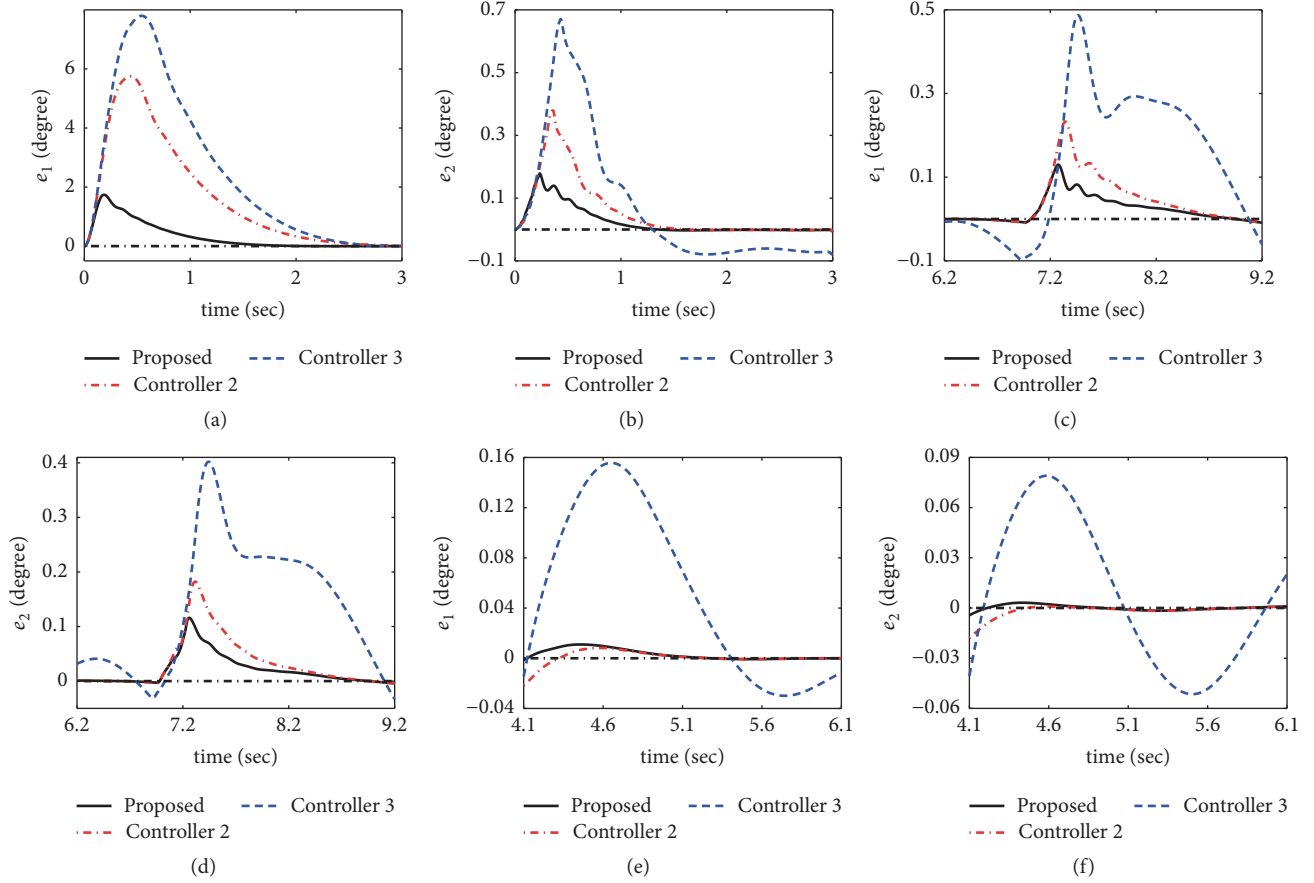 6
4
2
0
e1 (degree)
0
1
2
3
time (sec)
Proposed
Controller 3
Controller 2
(a)
0.7
0.5
0.3
0.1
−0.1
e2 (degree)
0
1
2
3
time (sec)
Proposed
Controller 3
Controller 2
(b)
0.5
0.3
0.1
−0.1
e1 (degree)
6.2
7.2
8.2
9.2
time (sec)
Proposed
Controller 3
Controller 2
(c)
0.4
0.3
0.2
0.1
0
e2 (degree)
6.2
7.2
8.2
9.2
time (sec)
Proposed
Controller 3
Controller 2
(d)
0.16
0.12
0.08
0.04
0
−0.04
e1 (degree)
4.1
4.6
5.1
5.6
6.1
time (sec)
Proposed
Controller 3
Controller 2
(e)
0.09
0.06
0.03
0
−0.03
−0.06
e2 (degree)
4.1
4.6
5.1
5.6
6.1
time (sec)
Proposed
Controller 3
Controller 2
(f)